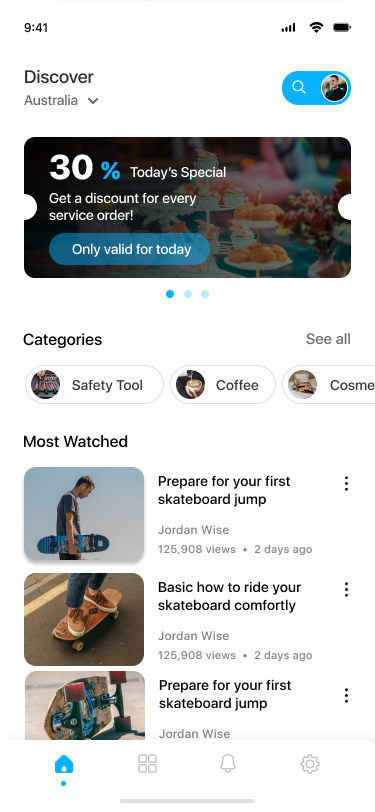 9:41
Discover
Australia
30 % Today's Special
Get a discount for every
service order!
Only valid for today
Categories
See all
Safety Tool
Coffee
Cosme
Most Watched
Prepare for your first
skateboard jump
Jordan Wise
125,908 views • 2 days ago
Basic how to ride your
skateboard comfortly
Jordan Wise
125,908 views • 2 days ago
Prepare for your first
skateboard jump
Jordan Wise